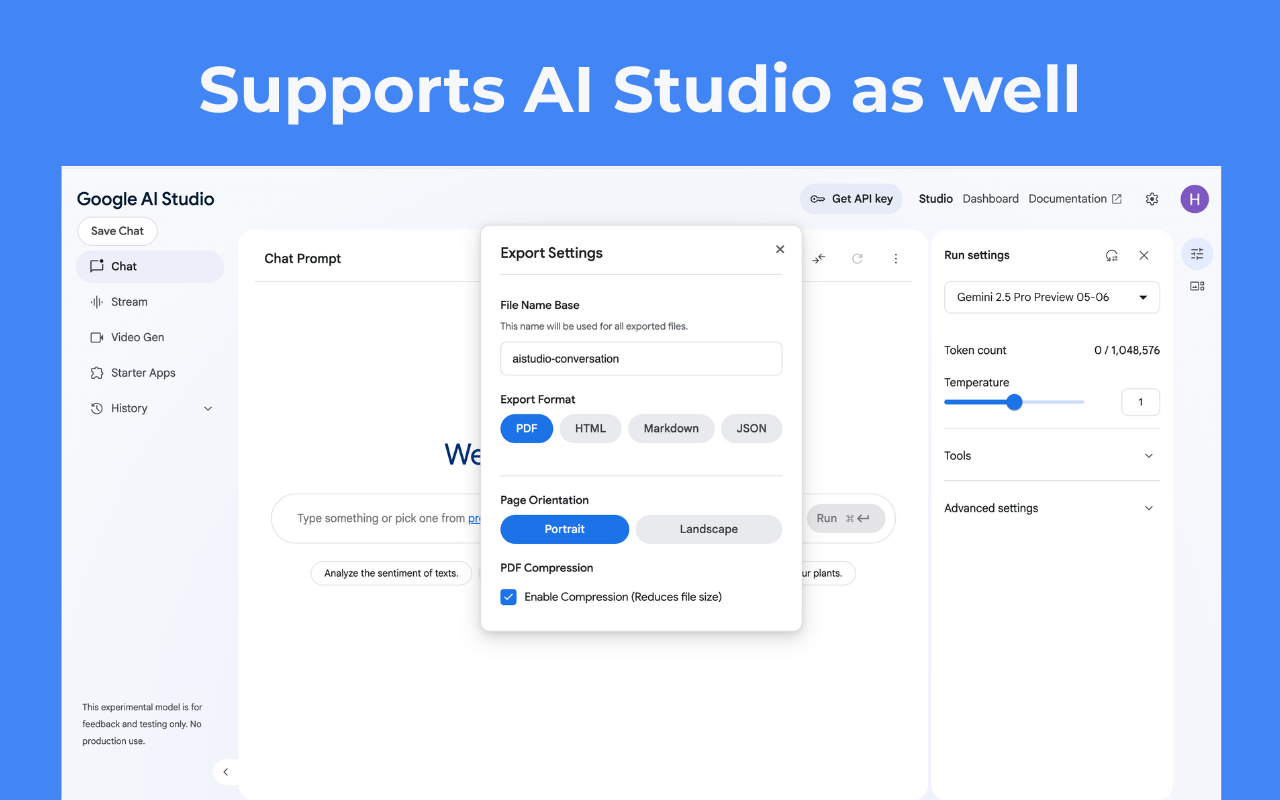 Supports AI Studio as well
Google AI Studio
Get API key
Studio
Dashboard
Documentation
H
Save Chat
Chat
Stream
Video Gen
Starter Apps
History
This experimental model is for
feedback and testing only. No
production use.
Chat Prompt
We
Type something or pick one from pr
Run ⌘
Analyze the sentiment of texts.
ur plants.
Export Settings
File Name Base
This name will be used for all exported files.
aistudio-conversation
Export Format
PDF
HTML
Markdown
JSON
Page Orientation
Portrait
Landscape
PDF Compression
Enable Compression (Reduces file size)
Run settings
Gemini 2.5 Pro Preview 05-06
Token count
0 / 1,048,576
Temperature
1
Tools
Advanced settings